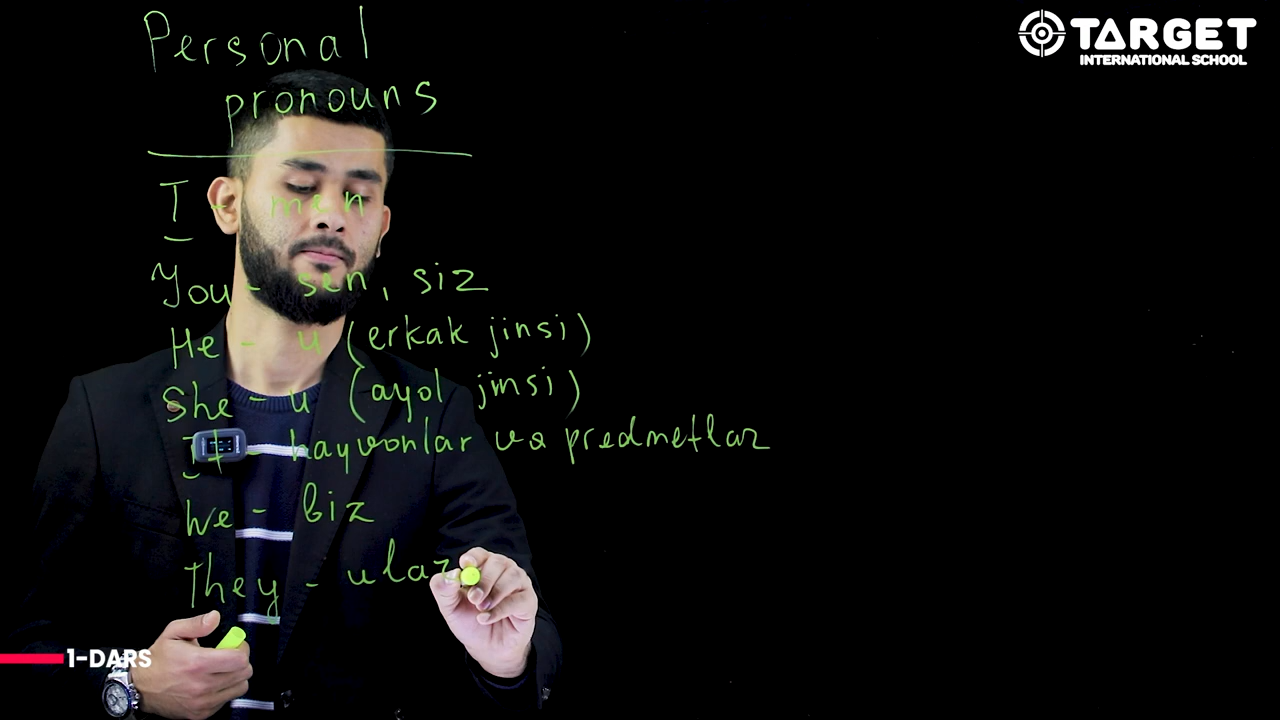 Personal
pronouns
I - men
You - sen, siz
He - u (erkak jinsi)
She - u (ayol jinsi)
It - hayvonlar va predmetlar
We - biz
They - ular
TARGET
INTERNATIONAL SCHOOL
1-DARS